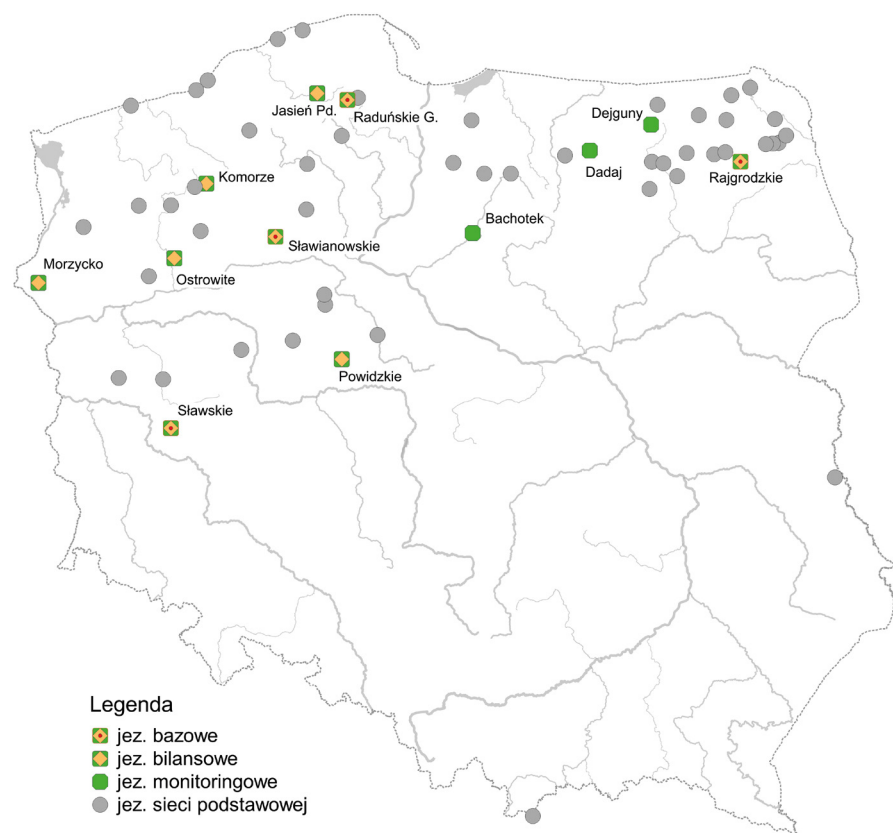 Jasień Pd.
Raduńskie G.
Dejguny
Dadaj
Rajgrodzkie
Komorze
Bachotek
Sławianowskie
Morzycko
Ostrowite
Powidzkie
Sławskie
Legenda
jez. bazowe
jez. bilansowe
jez. monitoringowe
jez. sieci podstawowej